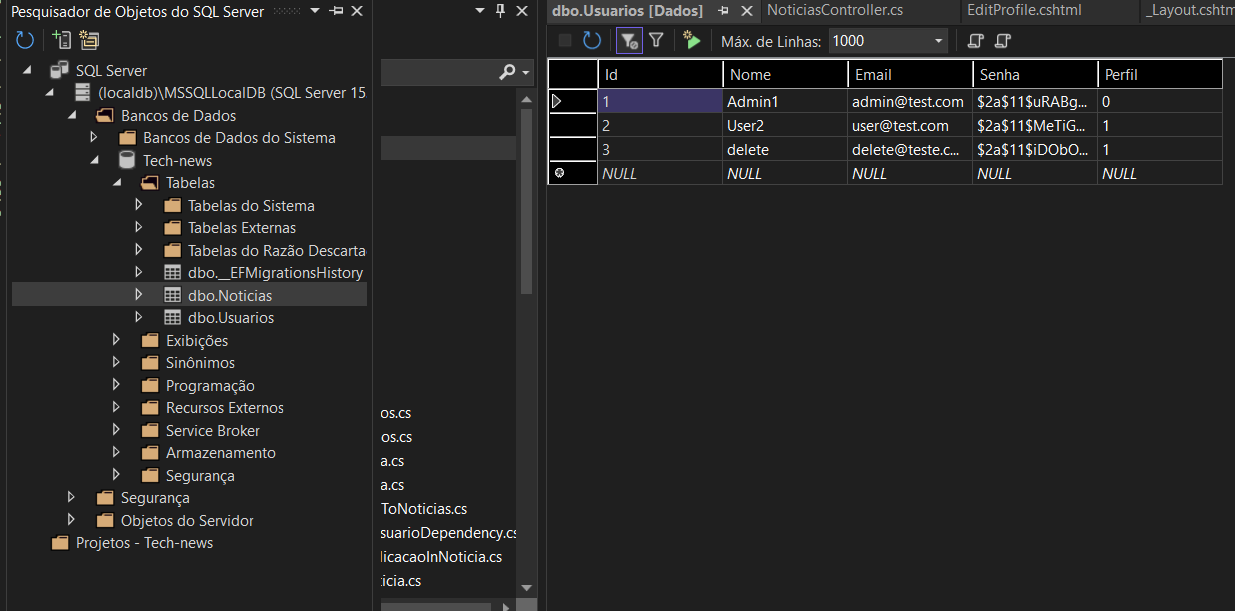 Pesquisador de Objetos do SQL Server
SQL Server
(localdb)\MSSQLLocalDB (SQL Server 15
Bancos de Dados
Bancos de Dados do Sistema
Tech-news
Tabelas
Tabelas do Sistema
Tabelas Externas
Tabelas do Razão Descarta
dbo.__EFMigrationsHistory
dbo.Noticias
dbo.Usuarios
Exibições
Sinônimos
Programação
Recursos Externos
Service Broker
Armazenamento
Segurança
Segurança
Objetos do Servidor
Projetos - Tech-news
os.cs
os.cs
a.cs
a.cs
ToNoticias.cs
suarioDependency.cs
licacaoInNoticia.cs
icia.cs
dbo.Usuarios [Dados] NoticiasController.cs EditProfile.cshtml _Layout.cshtm
Máx. de Linhas: 1000
Id Nome Email Senha Perfil
1 Admin1 admin@test.com $2a$11$uRABg... 0
2 User2 user@test.com $2a$11$MeTiG... 1
3 delete delete@teste.c... $2a$11$iDObO... 1
NULL NULL NULL NULL NULL